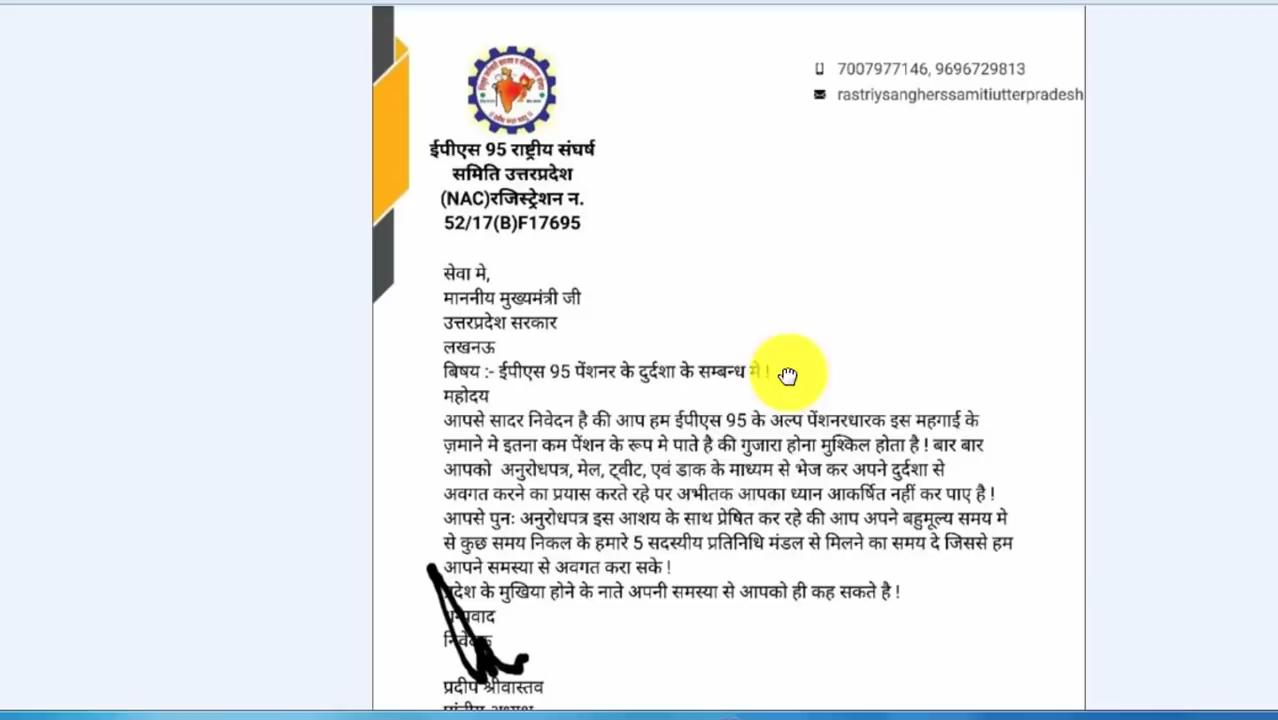 7007977146, 9696729813
rastriysangherssamitiutterpradesh
ईपीएस 95 राष्ट्रीय संघर्ष
समिति उत्तरप्रदेश
(NAC)रजिस्ट्रेशन न.
52/17(B)F17695
सेवा मे,
माननीय मुख्यमंत्री जी
उत्तरप्रदेश सरकार
लखनऊ
बिषय :- ईपीएस 95 पेंशनर के दुर्दशा के सम्बन्ध मे !
महोदय
आपसे सादर निवेदन है की आप हम ईपीएस 95 के अल्प पेंशनरधारक इस महगाई के
ज़माने मे इतना कम पेंशन के रूप मे पाते है की गुजारा होना मुश्किल होता है ! बार बार
आपको अनुरोधपत्र, मेल, ट्वीट, एवं डाक के माध्यम से भेज कर अपने दुर्दशा से
अवगत करने का प्रयास करते रहे पर अभीतक आपका ध्यान आकर्षित नहीं कर पाए है !
आपसे पुनः अनुरोधपत्र इस आशय के साथ प्रेषित कर रहे की आप अपने बहुमूल्य समय मे
से कुछ समय निकल के हमारे 5 सदस्यीय प्रतिनिधि मंडल से मिलने का समय दे जिससे हम
आपने समस्या से अवगत करा सके !
प्रदेश के मुखिया होने के नाते अपनी समस्या से आपको ही कह सकते है !
धन्यवाद
निवेदक
प्रदीप श्रीवास्तव